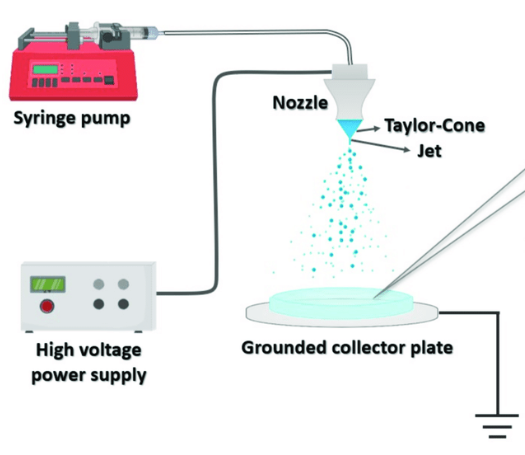 Syringe pump
Nozzle
Taylor-Cone
Jet
High voltage
power supply
Grounded collector plate